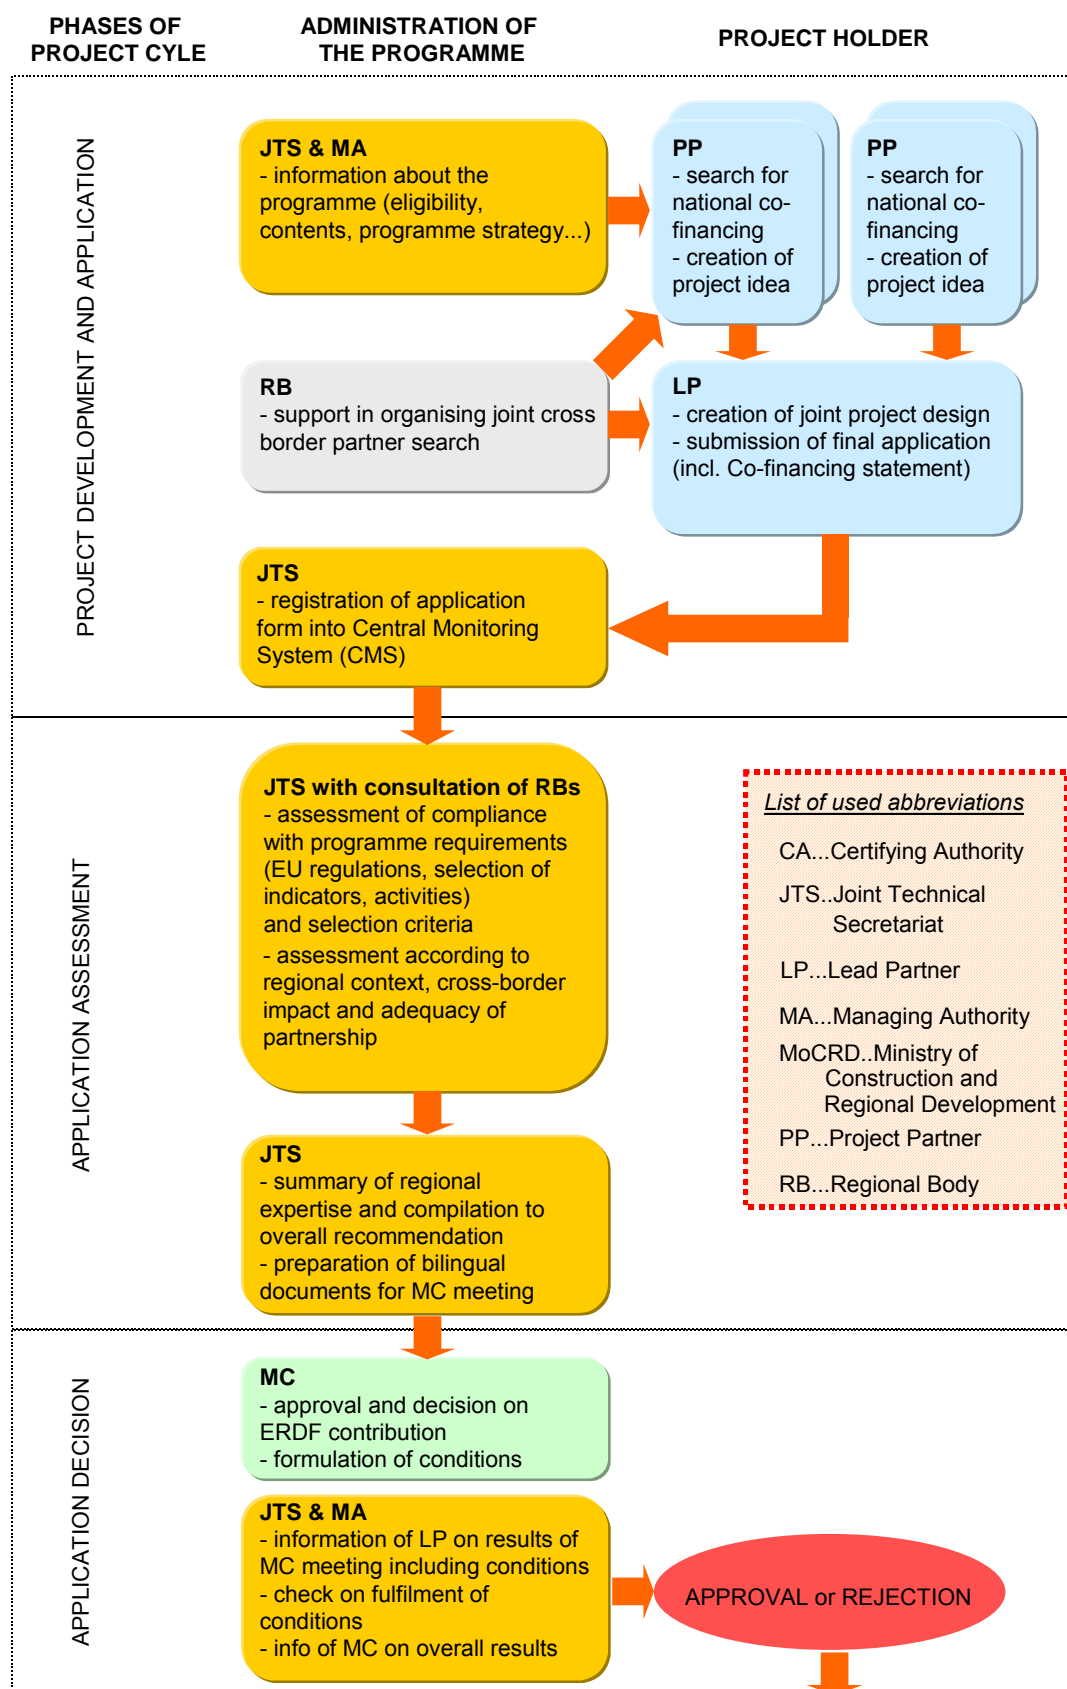 PHASES OF
PROJECT CYLE
ADMINISTRATION OF
THE PROGRAMME
PROJECT HOLDER
PROJECT DEVELOPMENT AND APPLICATION
JTS & MA
- information about the
programme (eligibility,
contents, programme strategy...)
PP
- search for
national co-
financing
- creation of
project idea
PP
- search for
national co-
financing
- creation of
project idea
RB
- support in organising joint cross
border partner search
LP
- creation of joint project design
- submission of final application
(incl. Co-financing statement)
JTS
- registration of application
form into Central Monitoring
System (CMS)
APPLICATION ASSESSMENT
JTS with consultation of RBs
- assessment of compliance
with programme requirements
(EU regulations, selection of
indicators, activities)
and selection criteria
- assessment according to
regional context, cross-border
impact and adequacy of
partnership
List of used abbreviations
CA...Certifying Authority
JTS..Joint Technical
Secretariat
LP...Lead Partner
MA...Managing Authority
MoCRD..Ministry of
Construction and
Regional Development
PP...Project Partner
RB...Regional Body
JTS
- summary of regional
expertise and compilation to
overall recommendation
- preparation of bilingual
documents for MC meeting
APPLICATION DECISION
MC
- approval and decision on
ERDF contribution
- formulation of conditions
JTS & MA
- information of LP on results of
MC meeting including conditions
- check on fulfilment of
conditions
- info of MC on overall results
APPROVAL or REJECTION